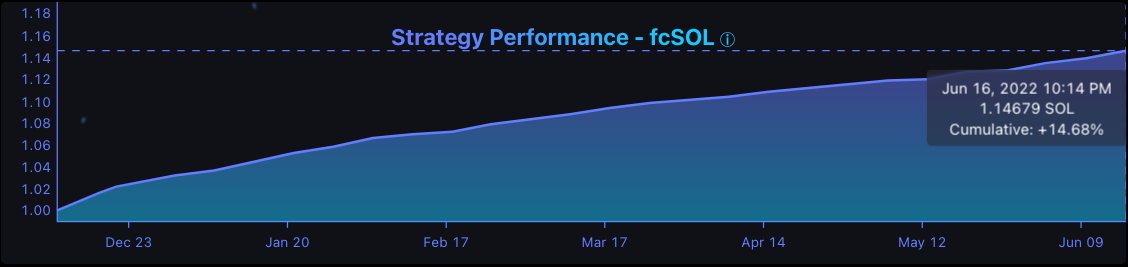 Strategy Performance - fcSOL ⓘ
1.18
1.16
1.14
1.12
1.10
1.08
1.06
1.04
1.02
1.00
Jun 16, 2022 10:14 PM
1.14679 SOL
Cumulative: +14.68%
Dec 23 Jan 20 Feb 17 Mar 17 Apr 14 May 12 Jun 09